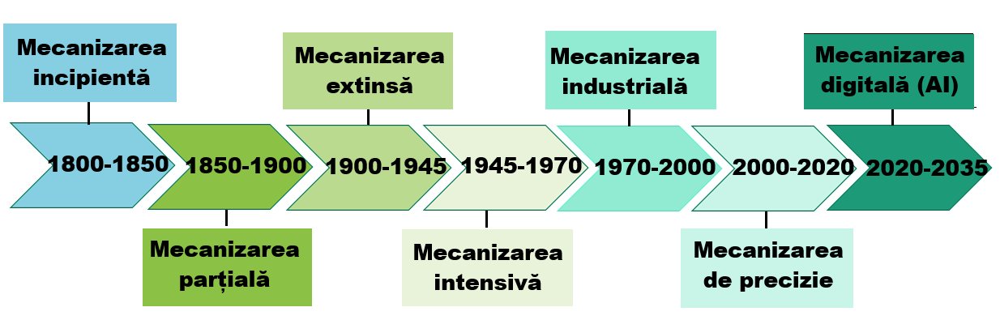 Mecanizarea
incipientă
Mecanizarea
extinsă
Mecanizarea
industrială
Mecanizarea
digitală (AI)
1800-1850
1850-1900
1900-1945
1945-1970
1970-2000
2000-2020
2020-2035
Mecanizarea
parțială
Mecanizarea
intensivă
Mecanizarea
de precizie